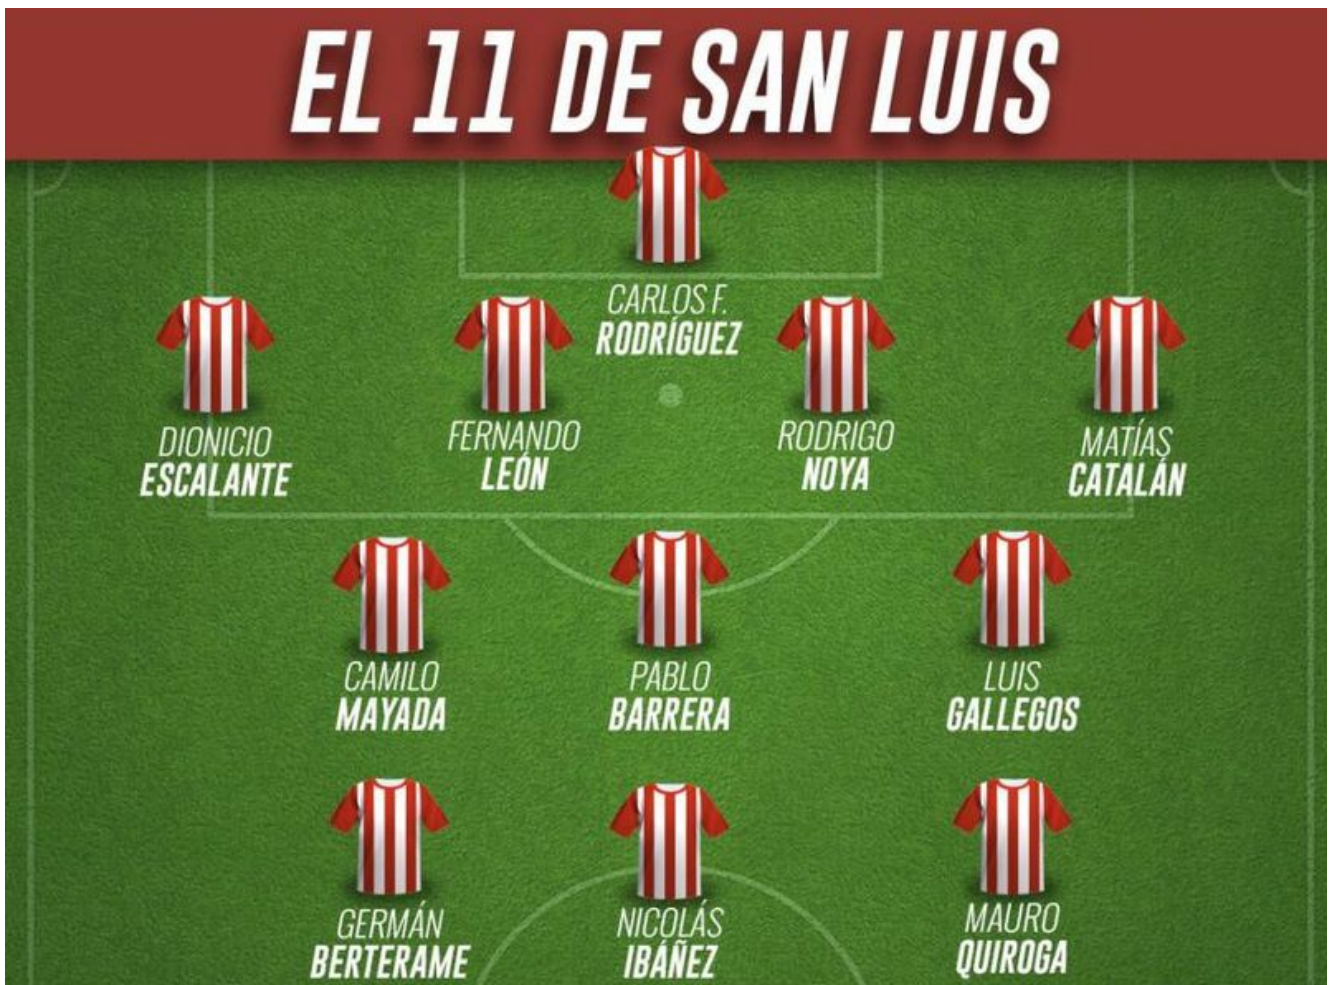 EL 11 DE SAN LUIS
CARLOS F.
RODRÍGUEZ
DIONICIO
ESCALANTE
FERNANDO
LEÓN
RODRIGO
NOYA
MATÍAS
CATALÁN
CAMILO
MAYADA
PABLO
BARRERA
LUIS
GALLEGOS
GERMÁN
BERTERAME
NICOLÁS
IBÁÑEZ
MAURO
QUIROGA